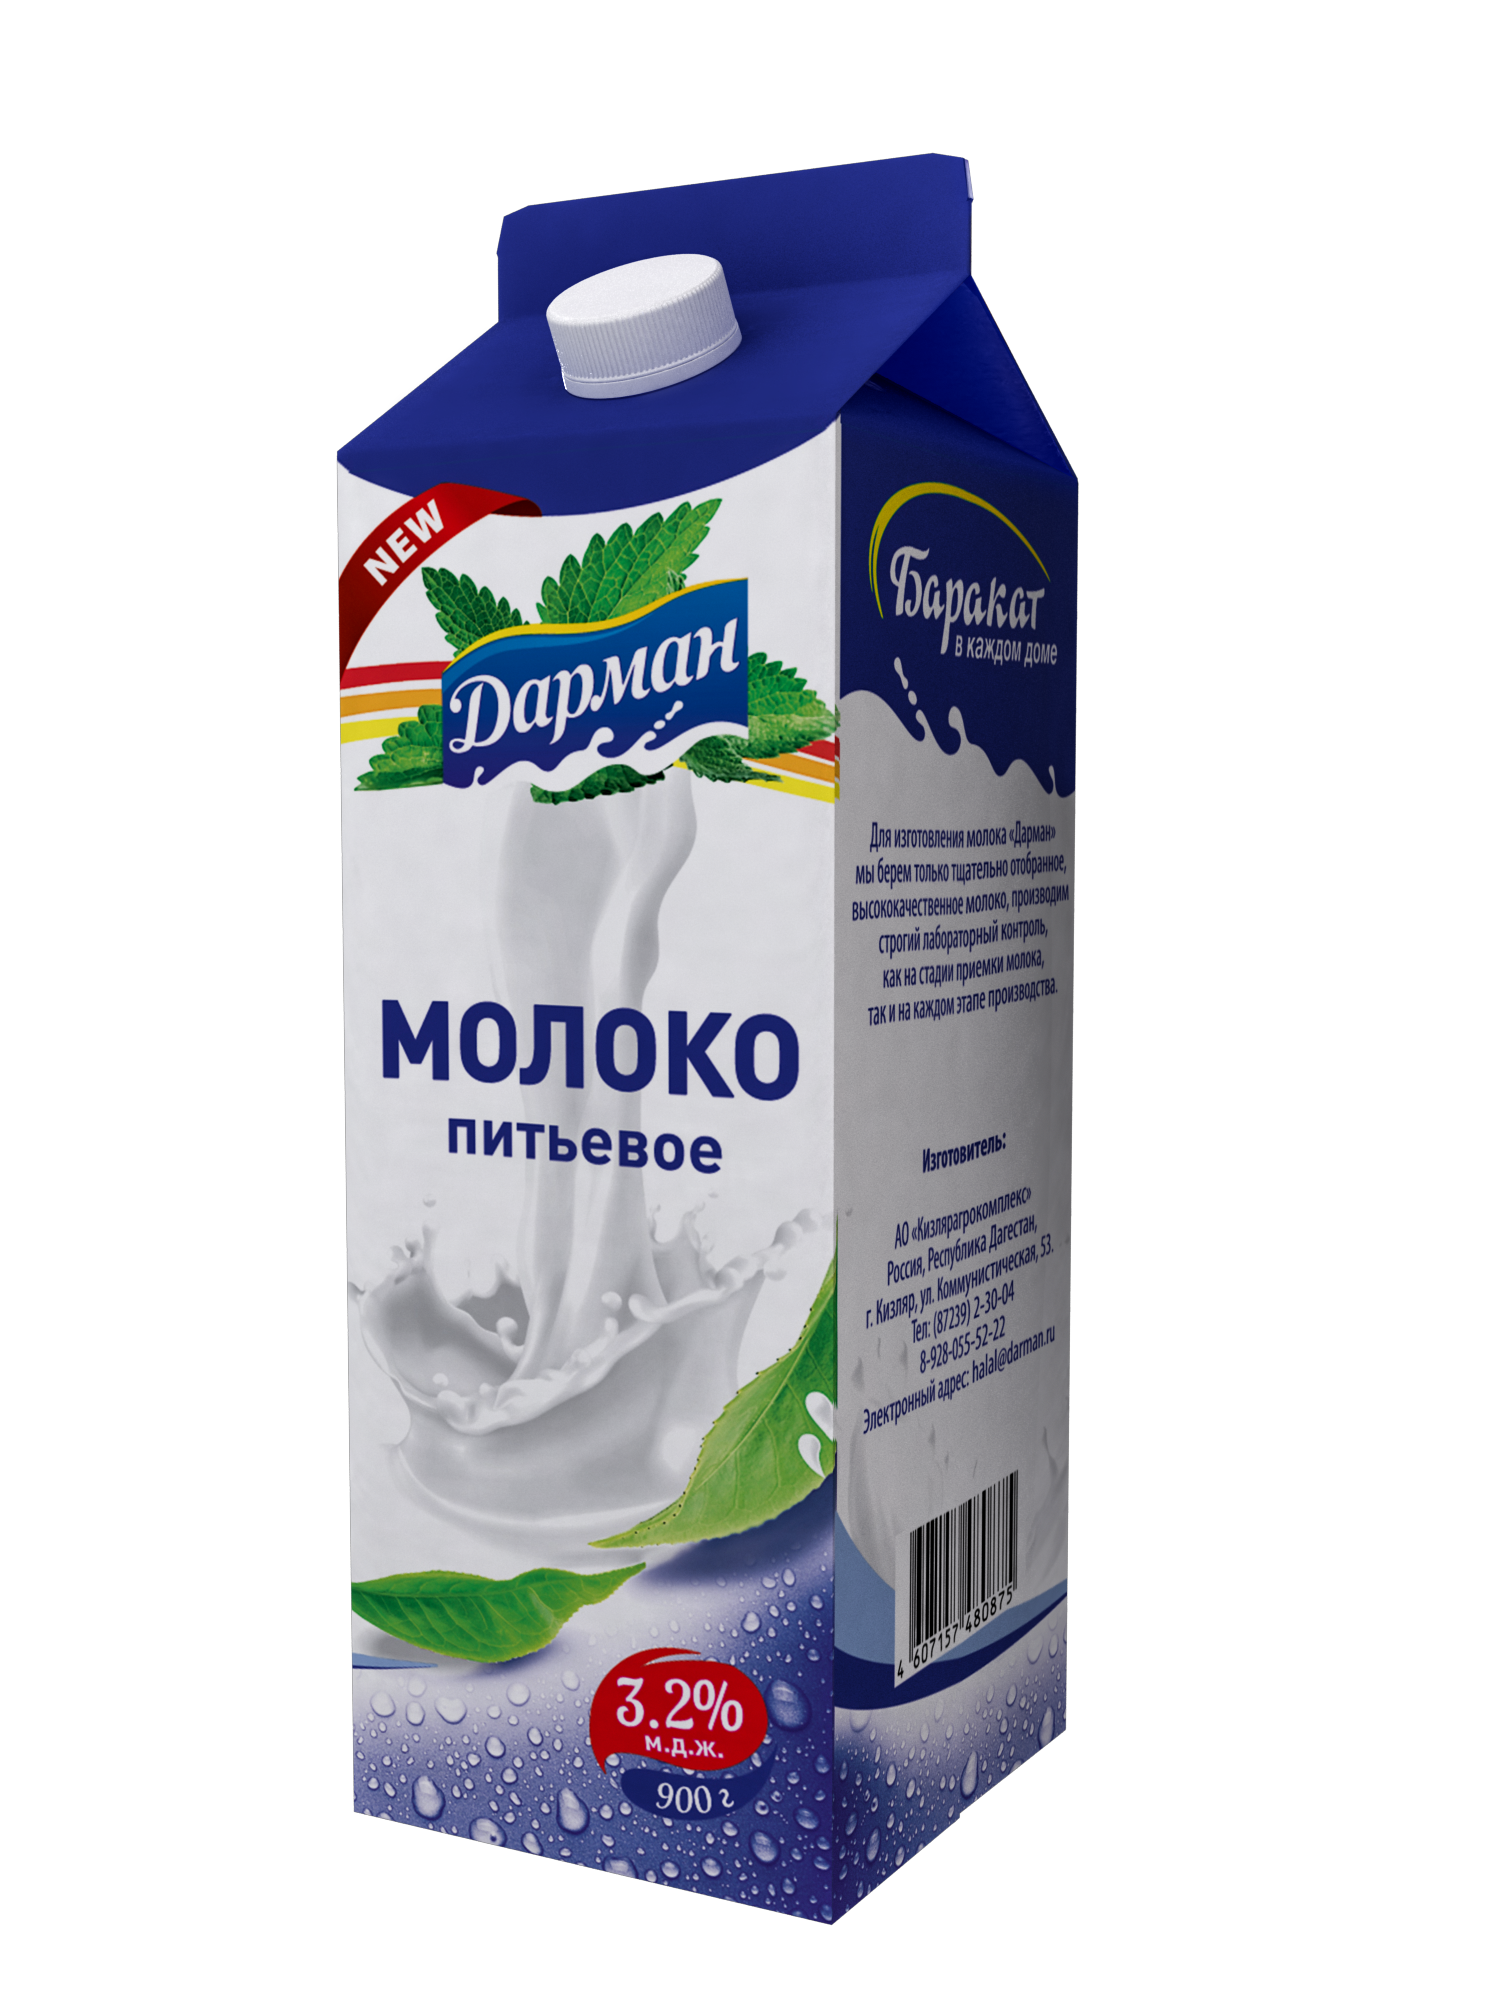 NEW
Дарман
МОЛОКО
питьевое
3.2%
м.д.ж.
900 г
Баракат
в каждом доме
Для изготовления молока «Дарман»
мы берем только тщательно отобранное,
высококачественное молоко, производим
строгий лабораторный контроль,
как на стадии приемки молока,
так и на каждом этапе производства.
Изготовитель:
АО «Кизлярагрокомплекс»
Россия, Республика Дагестан,
г. Кизляр, ул. Коммунистическая, 53.
Тел: (87239) 2-30-04
8-928-055-52-22
Электронный адрес: halal@darman.ru
4 607157 480875